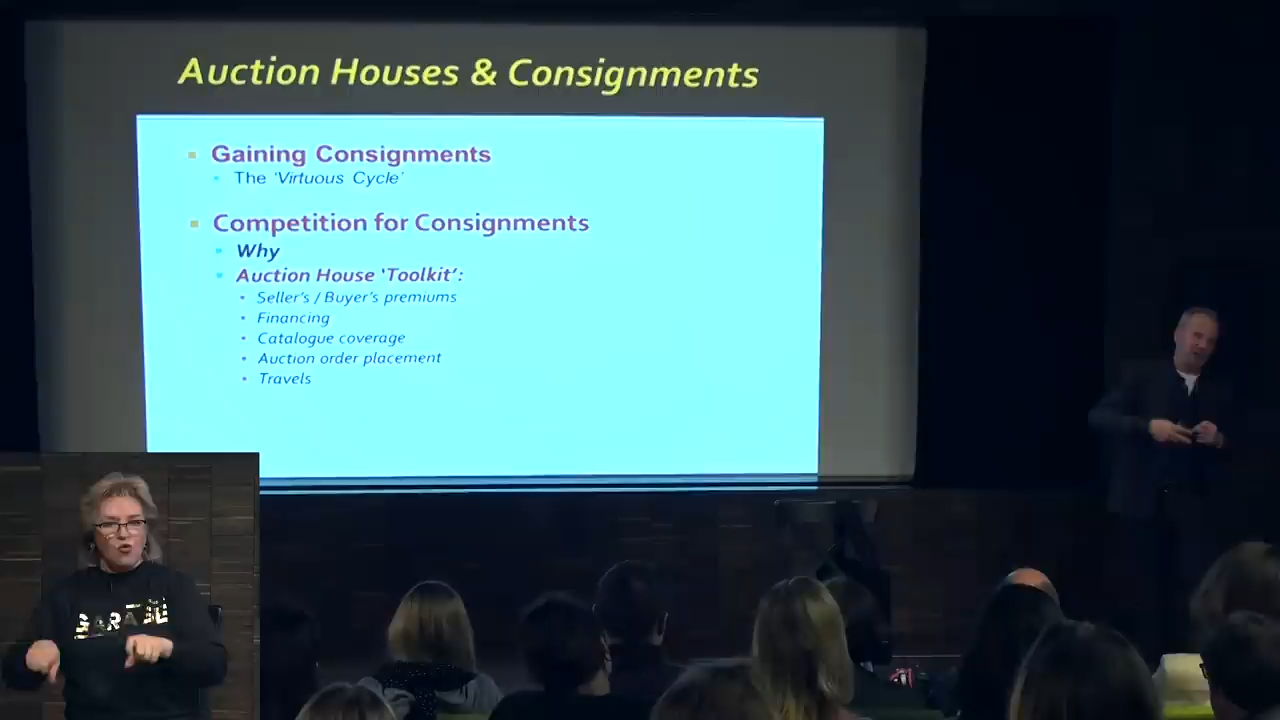 Auction Houses & Consignments
Gaining Consignments
The 'Virtuous Cycle'
Competition for Consignments
Why
Auction House 'Toolkit':
Seller's / Buyer's premiums
Financing
Catalogue coverage
Auction order placement
Travels